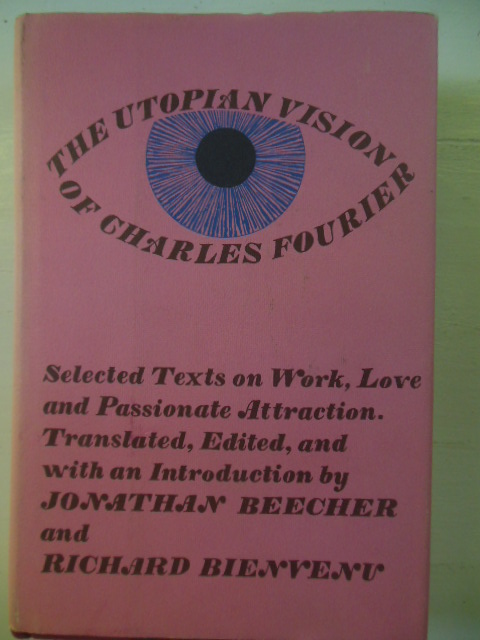 THE UTOPIAN VISION
OF CHARLES FOURIER
Selected Texts on Work, Love
and Passionate Attraction.
Translated, Edited, and
with an Introduction by
JONATHAN BEECHER
and
RICHARD BIENVENU